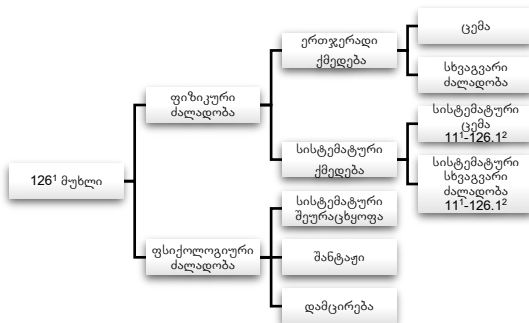 126¹ მუხლი
ფიზიკური
ძალადობა
ერთჯერადი
ქმედება
ცემა
სხვაგვარი
ძალადობა
სისტემატური
ქმედება
სისტემატური
ცემა
11¹-126.1²
სისტემატური
სხვაგვარი
ძალადობა
11¹-126.1²
ფსიქოლოგიური
ძალადობა
სისტემატური
შეურაცხყოფა
შანტაჟი
დამცირება